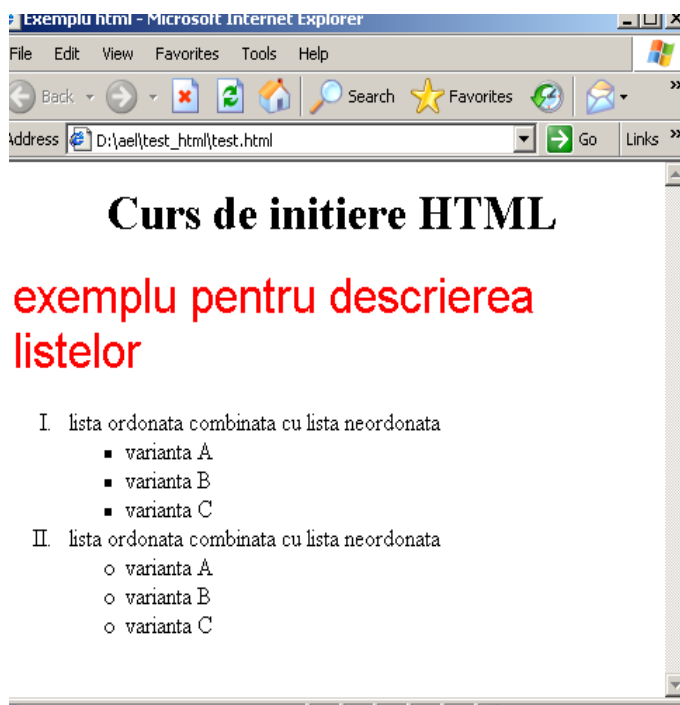 Exemplu html - Microsoft Internet Explorer
File Edit View Favorites Tools Help
Back Search Favorites
Address D:\ael\test_html\test.html Go Links
Curs de initiere HTML
exemplu pentru descrierea
listelor
I. lista ordonata combinata cu lista neordonata
varianta A
varianta B
varianta C
II. lista ordonata combinata cu lista neordonata
varianta A
varianta B
varianta C